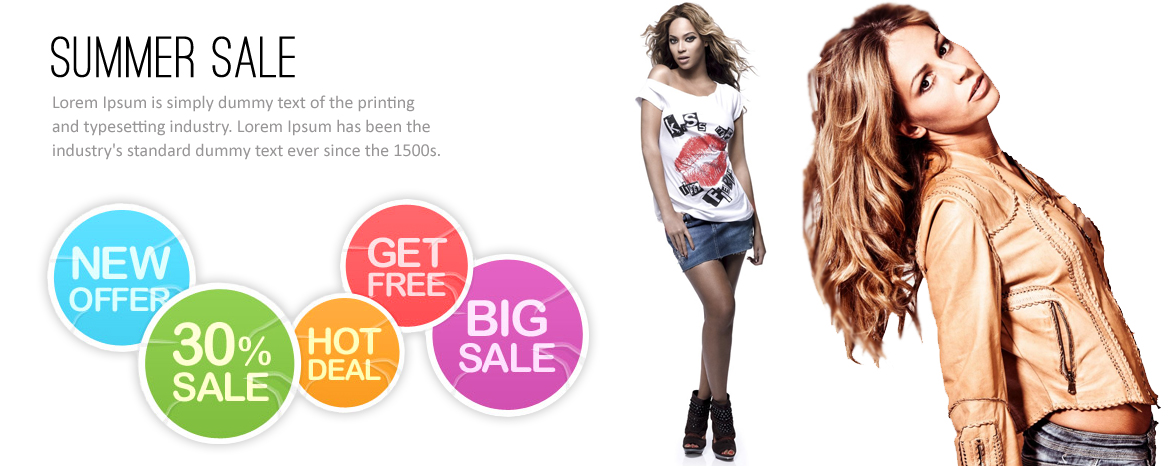 SUMMER SALE
Lorem Ipsum is simply dummy text of the printing
and typesetting industry. Lorem Ipsum has been the
industry's standard dummy text ever since the 1500s.
NEW
OFFER
30%
SALE
HOT
DEAL
GET
FREE
BIG
SALE